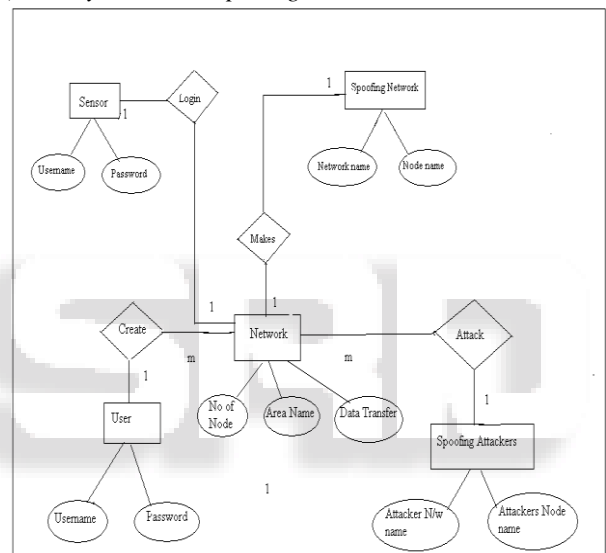 Spoofing Network
1
Login
Sensor
1
Username
Password
Network name
Node name
Makes
1
1
Create
Network
Attack
m
m
1
1
No of
Node
Area Name
Data Transfer
User
Spoofing Attackers
1
Username
Password
Attacker N/w
name
Attackers Node
name